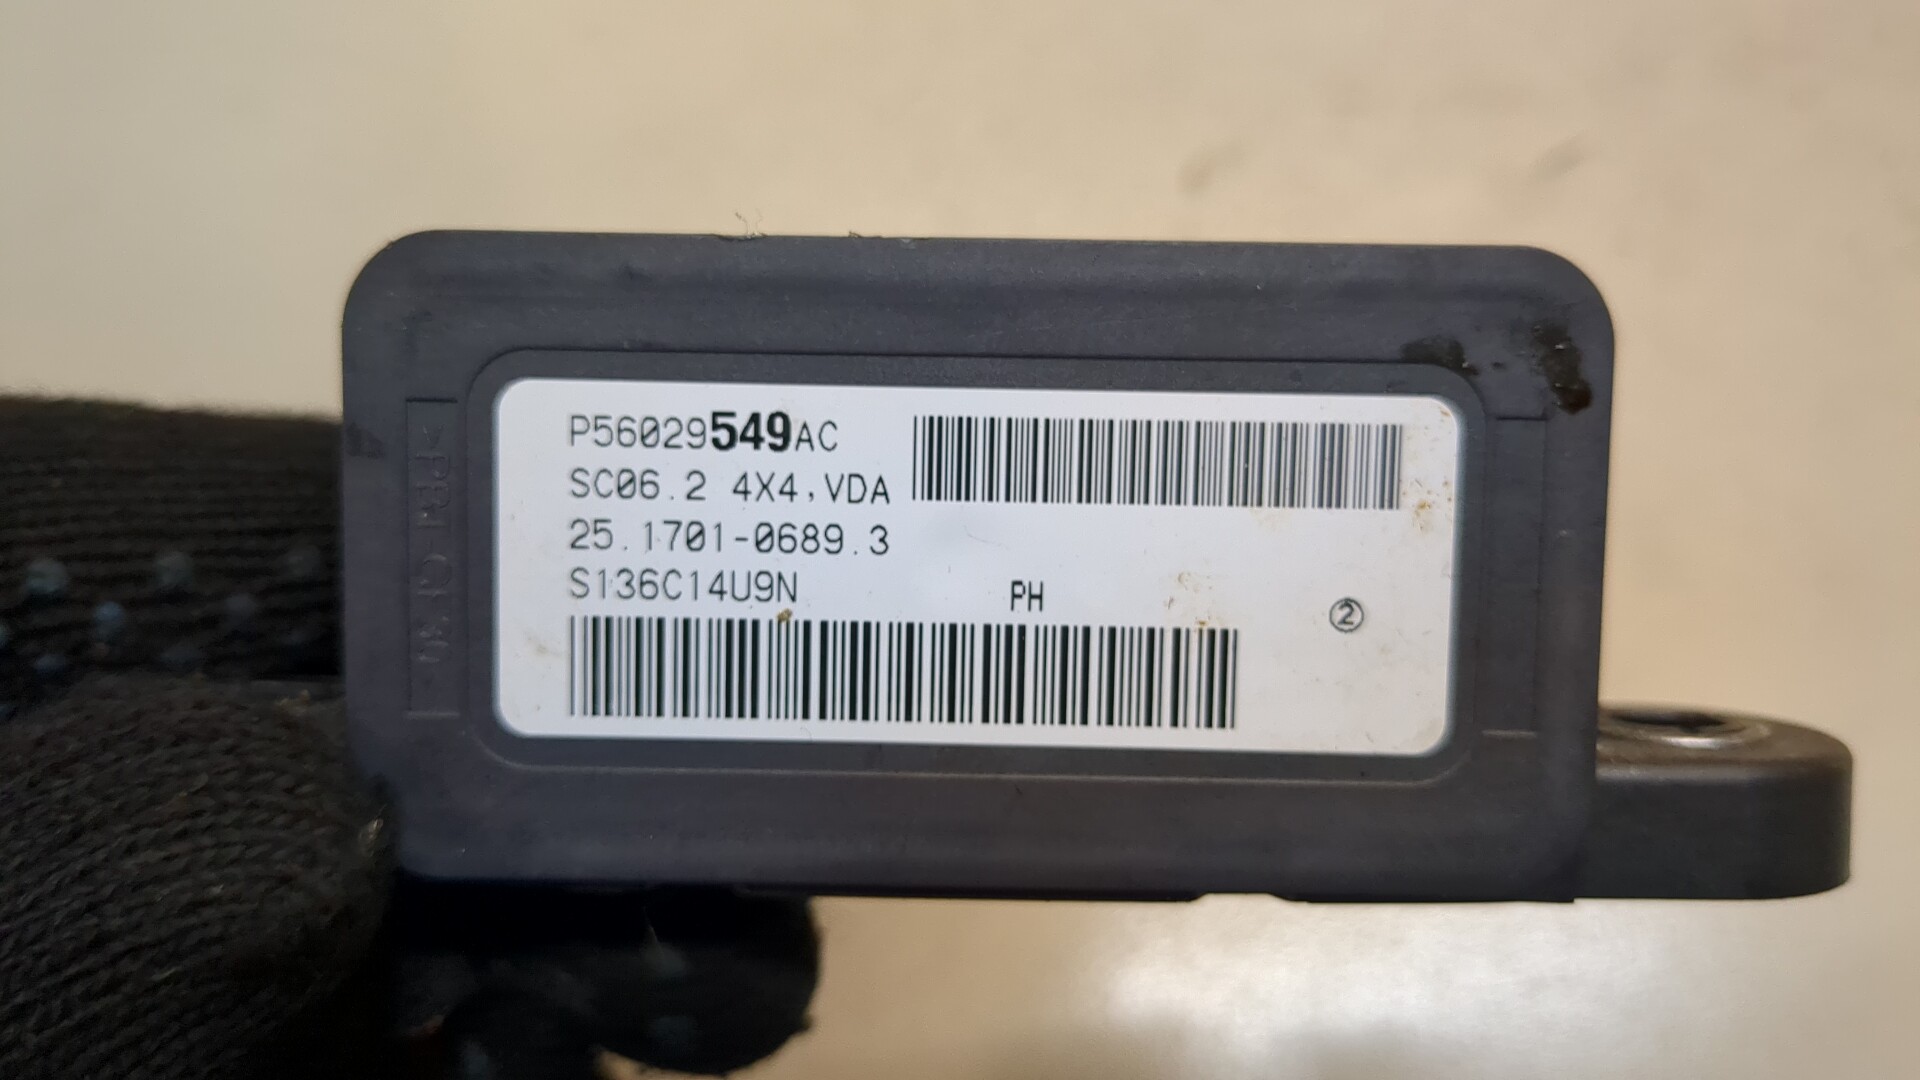 P56029549AC
SC06.2 4X4,VDA
25.1701-0689.3
S136C14U9N
PH
②